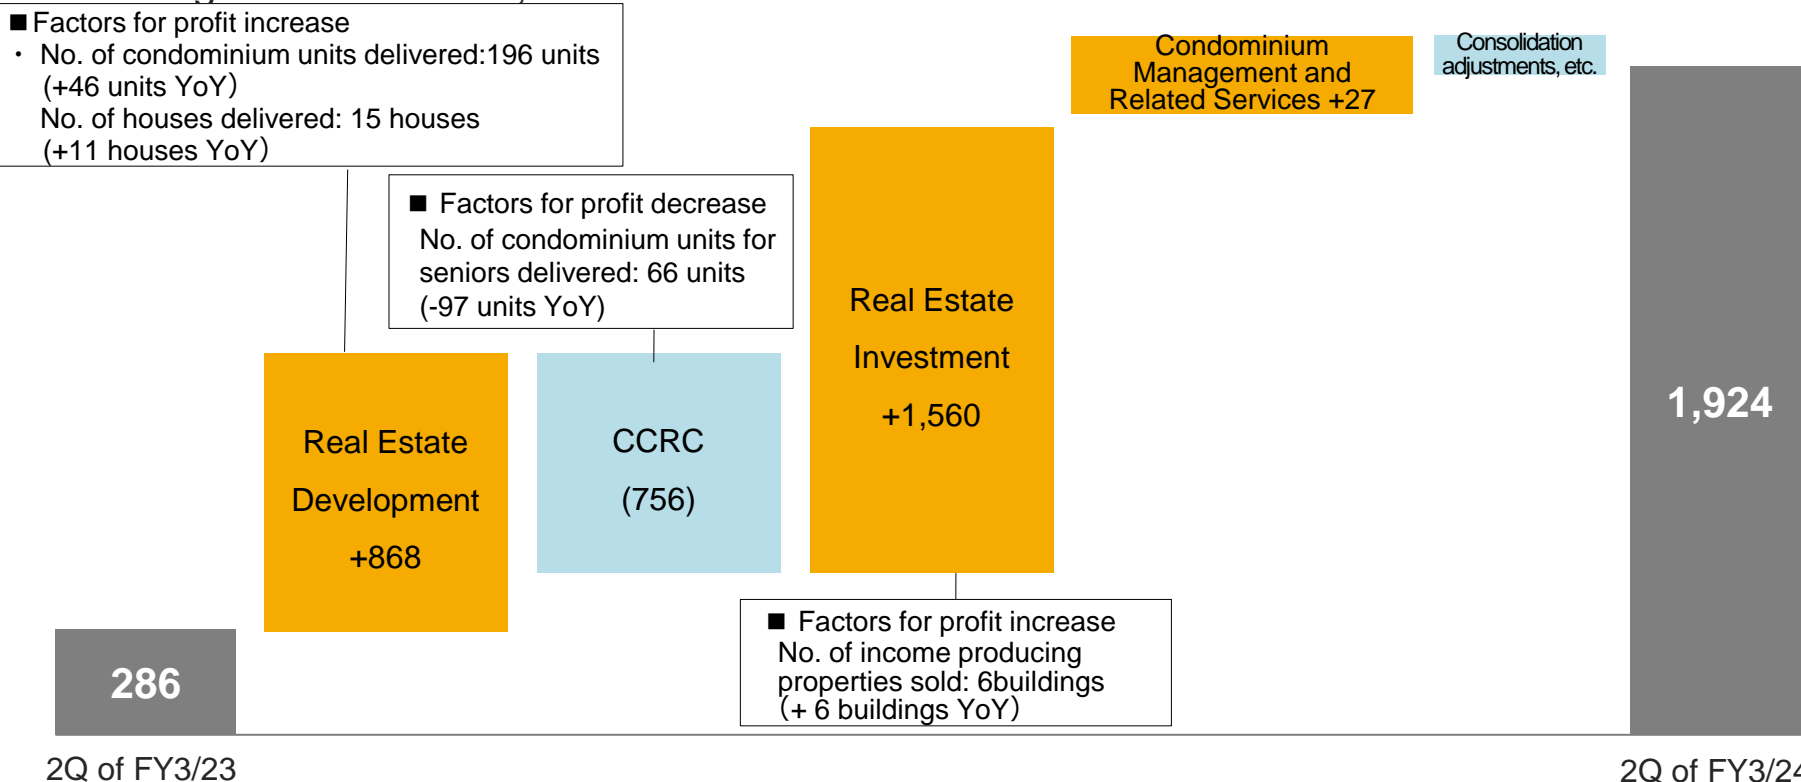 ■ Factors for profit increase
・ No. of condominium units delivered:196 units
(+46 units YoY)
No. of houses delivered: 15 houses
(+11 houses YoY)
■ Factors for profit decrease
No. of condominium units for
seniors delivered: 66 units
(-97 units YoY)
Condominium
Management and
Related Services +27
Consolidation
adjustments, etc.
Real Estate
Investment
+1,560
Real Estate
Development
+868
CCRC
(756)
1,924
■ Factors for profit increase
No. of income producing
properties sold: 6buildings
(+ 6 buildings YoY)
286
2Q of FY3/23
2Q of FY3/24